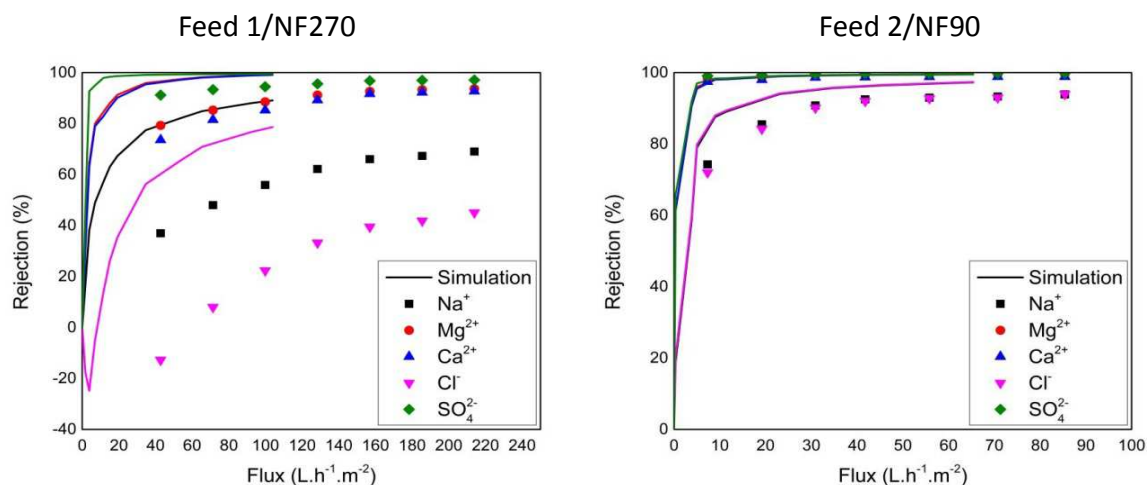 Feed 1/NF270
100
80
60
40
20
0
-20
-40
Rejection (%)
0 20 40 60 80 100 120 140 160 180 200 220 240
Flux (L.h⁻¹.m⁻²)
Simulation
Na⁺
Mg²⁺
Ca²⁺
Cl⁻
SO₄²⁻
Feed 2/NF90
100
80
60
40
20
0
Rejection (%)
0 10 20 30 40 50 60 70 80 90 100
Flux (L.h⁻¹.m⁻²)
Simulation
Na⁺
Mg²⁺
Ca²⁺
Cl⁻
SO₄²⁻